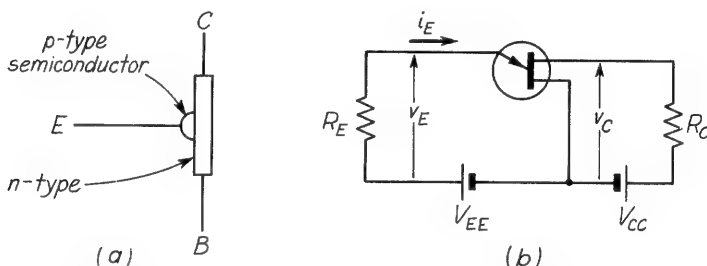 C
p-type
semiconductor
E
n-type
B
(a)
i_E
R_E
v_E
v_C
R_C
V_EE
V_CC
(b)